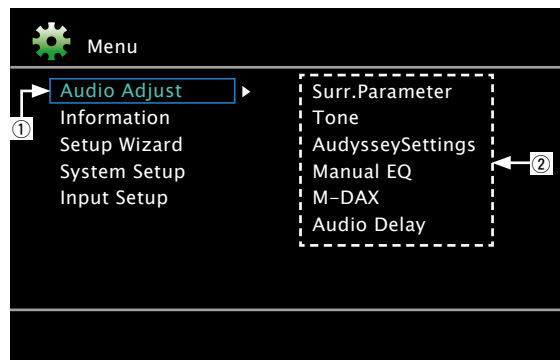 Menu
Audio Adjust
Information
Setup Wizard
System Setup
Input Setup
①
Surr.Parameter
Tone
AudysseySettings
Manual EQ
M-DAX
Audio Delay
②